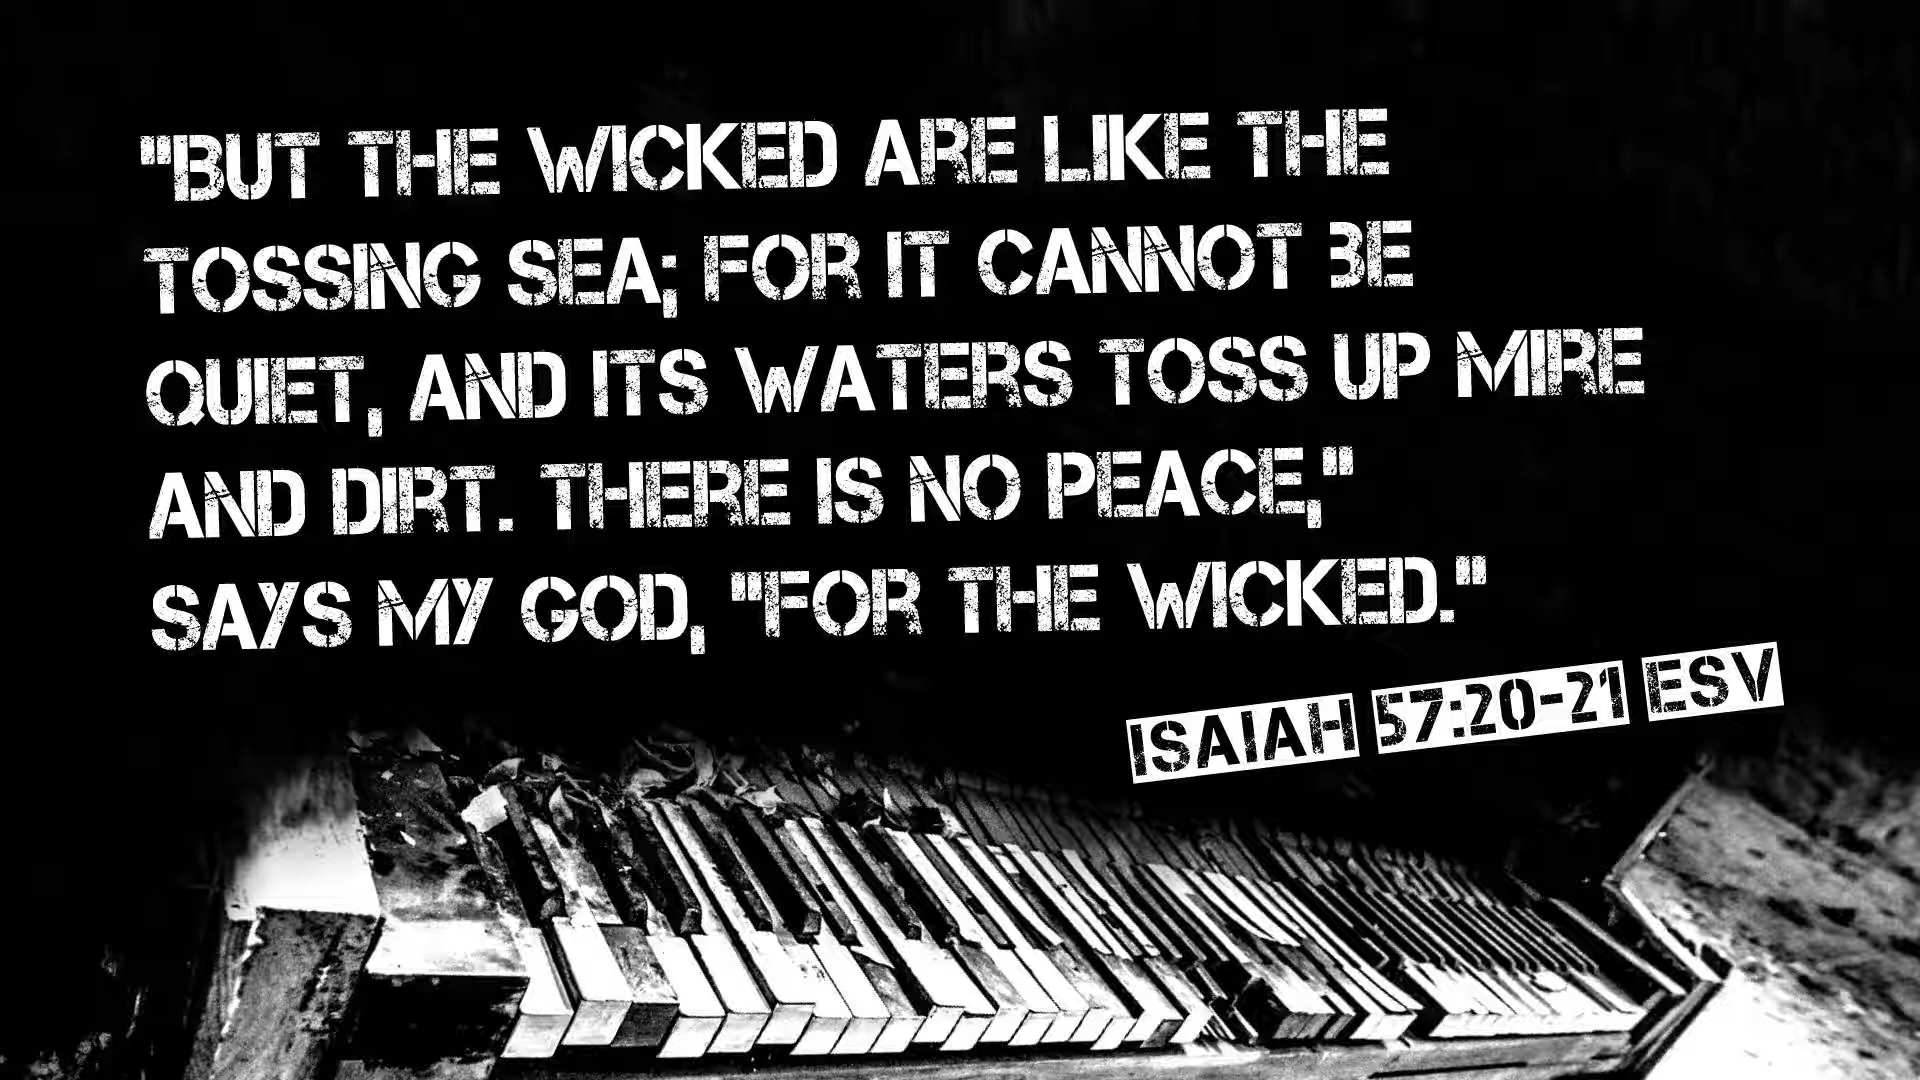 "BUT THE WICKED ARE LIKE THE
TOSSING SEA; FOR IT CANNOT BE
QUIET, AND ITS WATERS TOSS UP MIRE
AND DIRT. THERE IS NO PEACE,"
SAYS MY GOD, "FOR THE WICKED."
ISAIAH 57:20-21 ESV